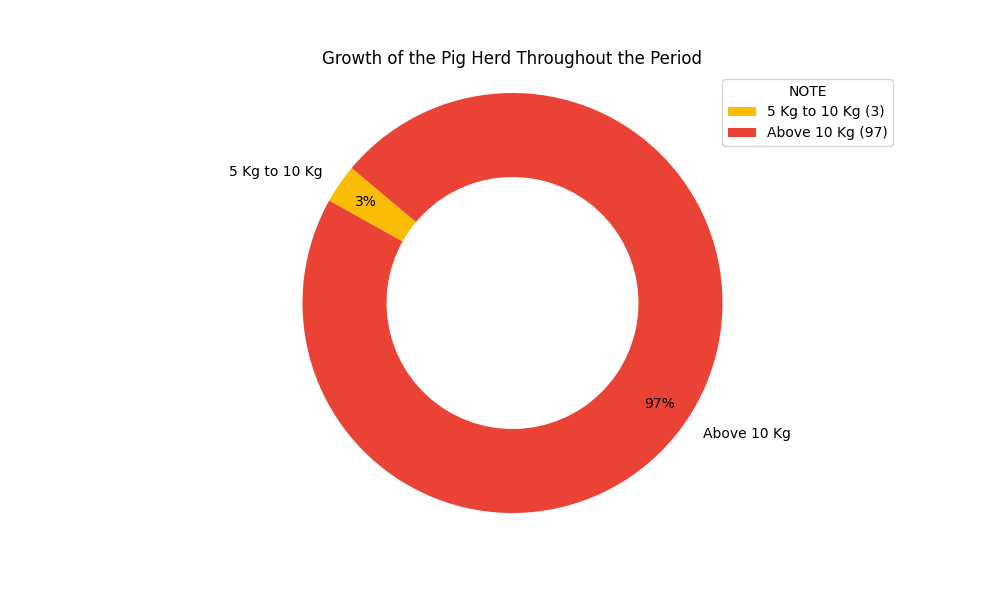 Growth of the Pig Herd Throughout the Period
NOTE
5 Kg to 10 Kg (3)
Above 10 Kg (97)
5 Kg to 10 Kg
3%
97%
Above 10 Kg